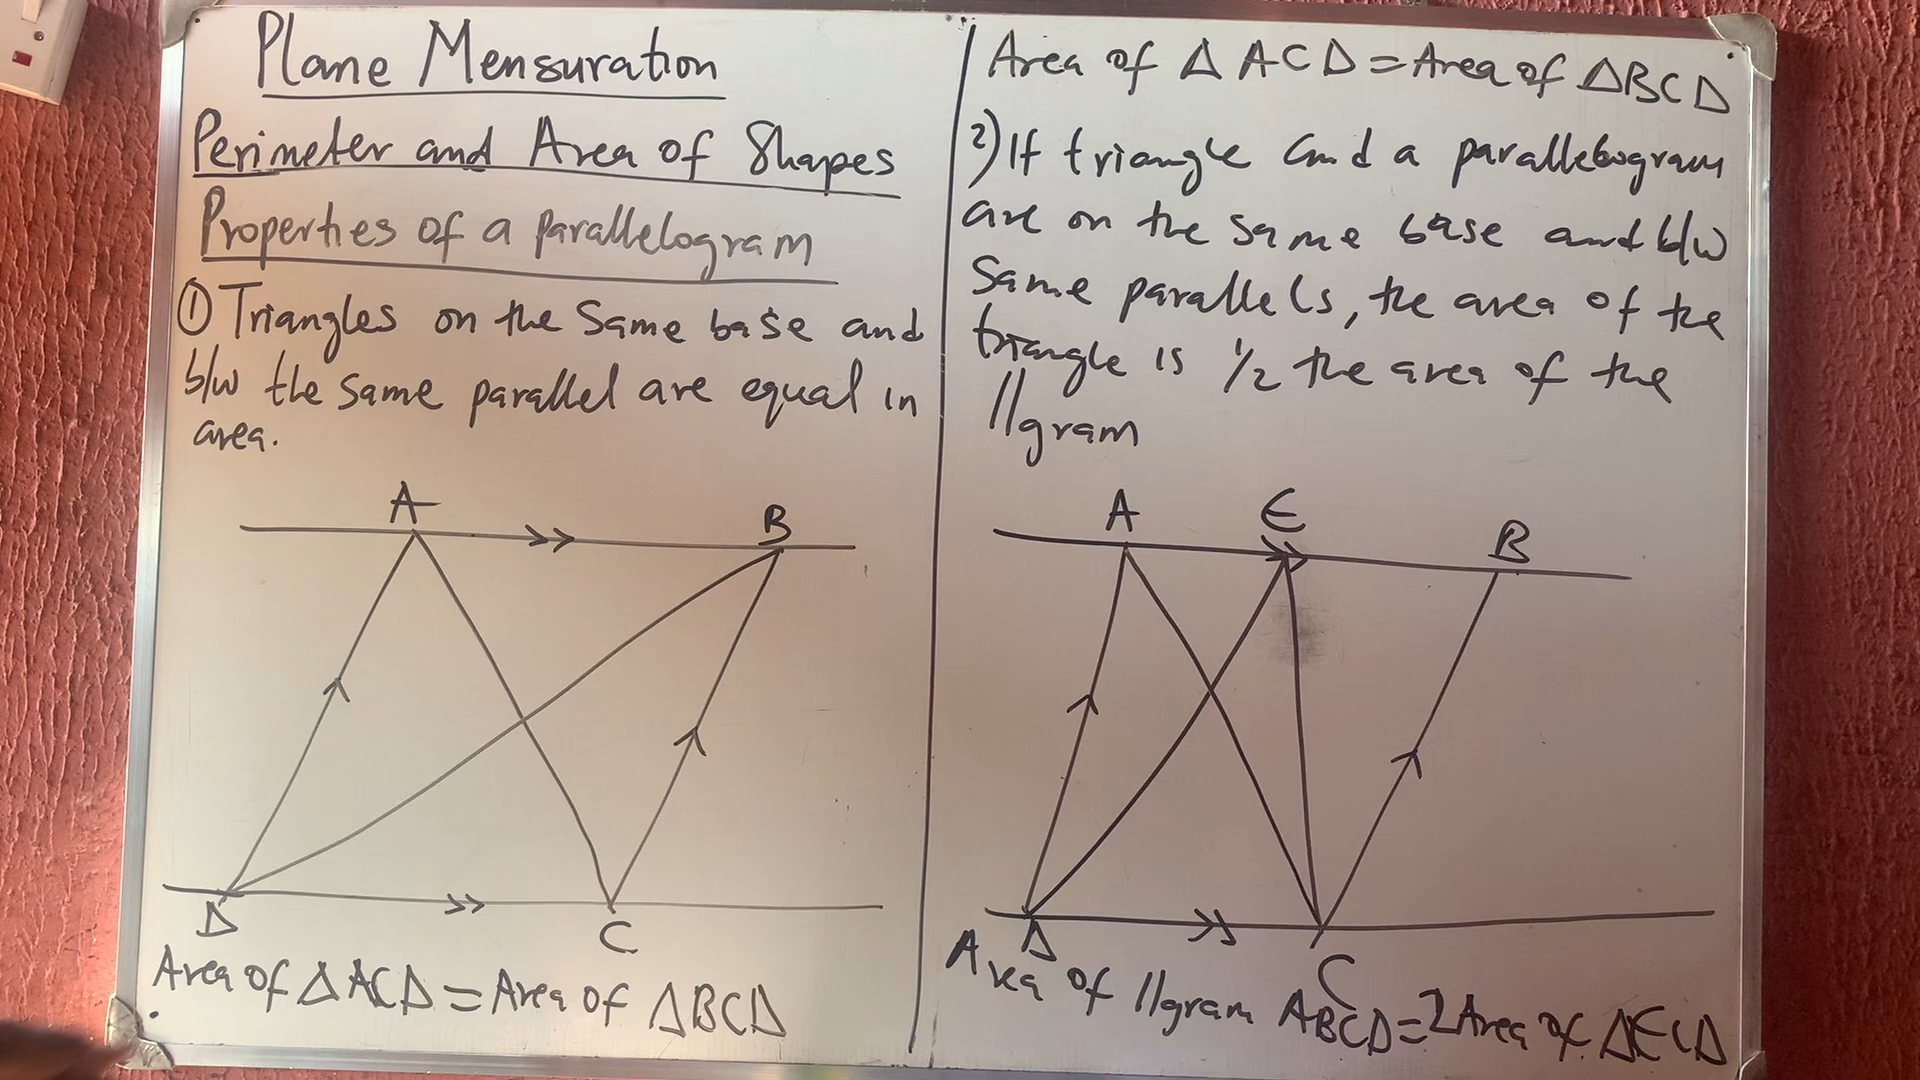 Plane Mensuration
Perimeter and Area of Shapes
Properties of a parallelogram
① Triangles on the Same base and
b/w the same parallel are equal in
area.
A
B
D
C
Area of Δ ACD = Area of ΔBCD
Area of Δ ACD = Area of ΔBCD
2) If triangle and a parallelogram
are on the same base and b/w
Same parallels, the area of the
triangle is 1/2 the area of the
//gram
A
E
B
D
C
Area of //gram ABCD = 2 Area of ΔECD